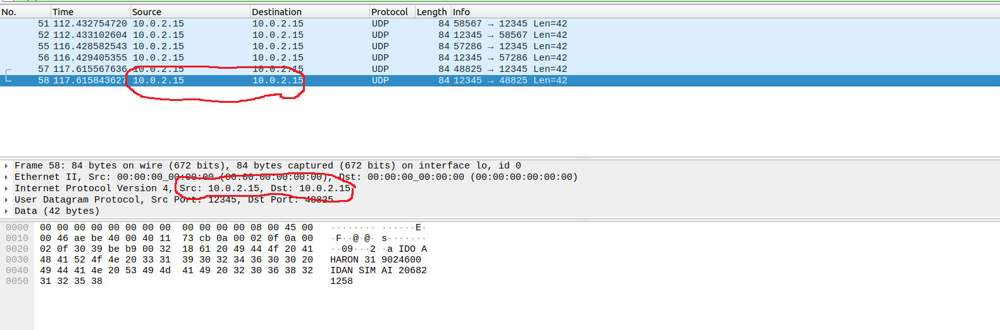 No. Time Source Destination Protocol Length Info
51 112.432754720 10.0.2.15 10.0.2.15 UDP 84 58567 → 12345 Len=42
52 112.433102604 10.0.2.15 10.0.2.15 UDP 84 12345 → 58567 Len=42
55 116.428582543 10.0.2.15 10.0.2.15 UDP 84 57286 → 12345 Len=42
56 116.429405355 10.0.2.15 10.0.2.15 UDP 84 12345 → 57286 Len=42
57 117.615567636 10.0.2.15 10.0.2.15 UDP 84 48825 → 12345 Len=42
58 117.615843627 10.0.2.15 10.0.2.15 UDP 84 12345 → 48825 Len=42
Frame 58: 84 bytes on wire (672 bits), 84 bytes captured (672 bits) on interface lo, id 0
Ethernet II, Src: 00:00:00_00:00:00 (00:00:00:00:00:00), Dst: 00:00:00_00:00:00 (00:00:00:00:00:00)
Internet Protocol Version 4, Src: 10.0.2.15, Dst: 10.0.2.15
User Datagram Protocol, Src Port: 12345, Dst Port: 48825
Data (42 bytes)
0000 00 00 00 00 00 00 00 00 00 00 00 00 08 00 45 00 ········ ······E·
0010 00 46 ae be 40 00 40 11 73 cb 0a 00 02 0f 0a 00 ·F··@·@· s·······
0020 02 0f 30 39 be b9 00 32 18 61 20 49 44 4f 20 41 ··09···2 ·a IDO A
0030 48 41 52 4f 4e 20 33 31 39 30 32 34 36 30 30 20 HARON 31 9024600
0040 49 44 41 4e 20 53 49 4d 41 49 20 32 30 36 38 32 IDAN SIM AI 20682
0050 31 32 35 38 1258